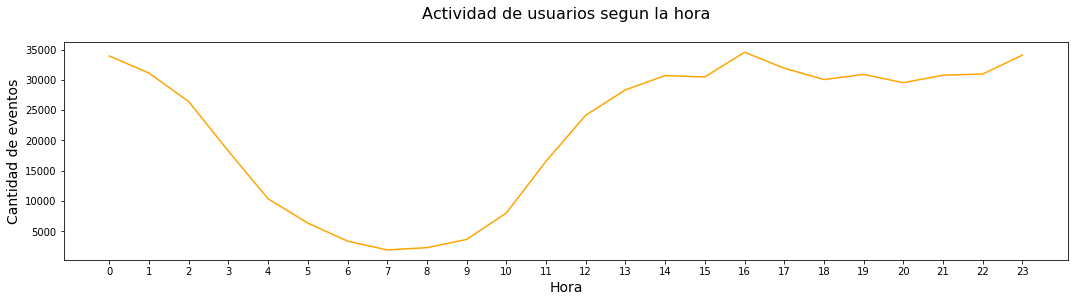 Actividad de usuarios segun la hora
Cantidad de eventos
35000
30000
25000
20000
15000
10000
5000
0 1 2 3 4 5 6 7 8 9 10 11 12 13 14 15 16 17 18 19 20 21 22 23
Hora